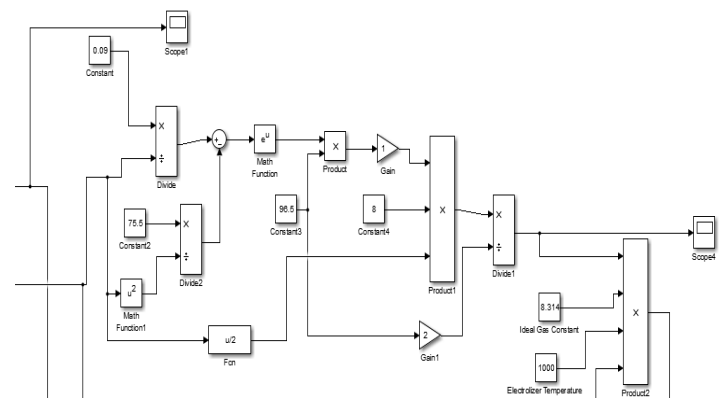 Scope1
0.09
Constant
X
÷
Divide
+
-
e^u
Math
Function
X
Product
1
Gain
X
Product1
75.5
Constant2
X
÷
Divide2
96.5
Constant3
8
Constant4
X
÷
Divide1
Scope4
u^2
Math
Function1
u/2
Fcn
2
Gain1
8.314
Ideal Gas Constant
1000
Electrolizer Temperature
X
Product2